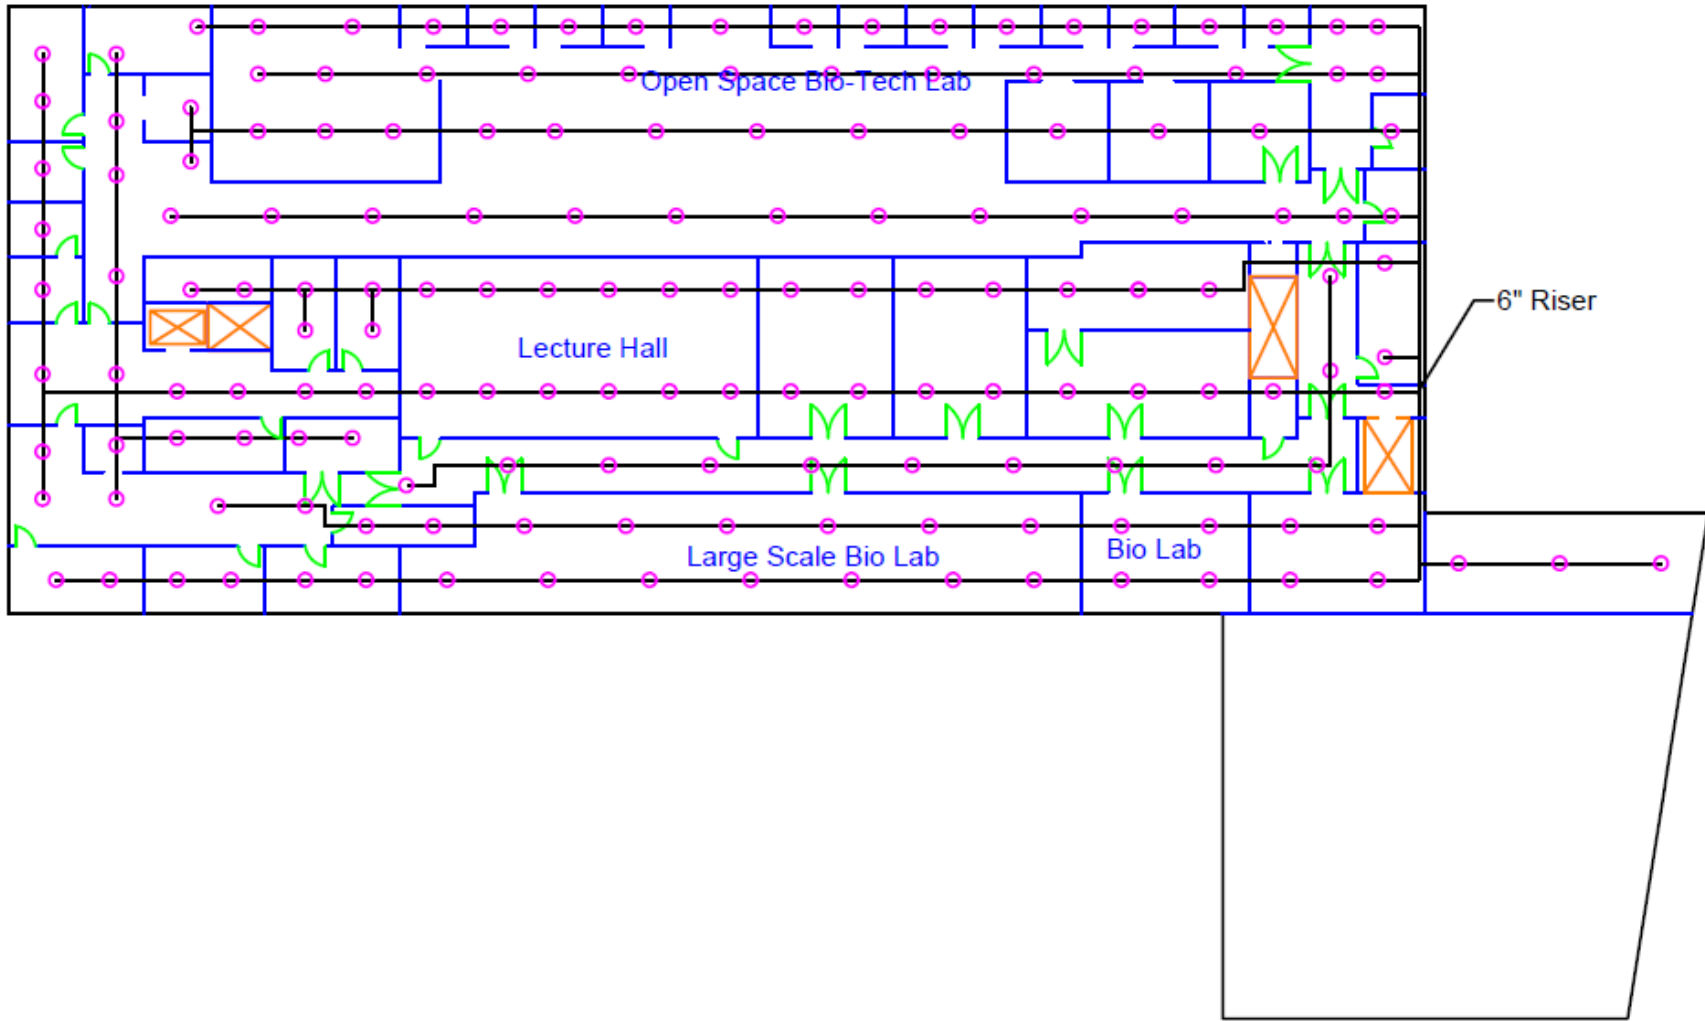 Open Space Bio-Tech Lab
6" Riser
Lecture Hall
Large Scale Bio Lab
Bio Lab